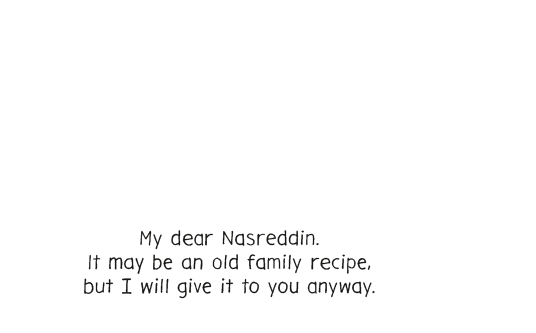 My dear Nasreddin.
It may be an old family recipe,
but I will give it to you anyway.